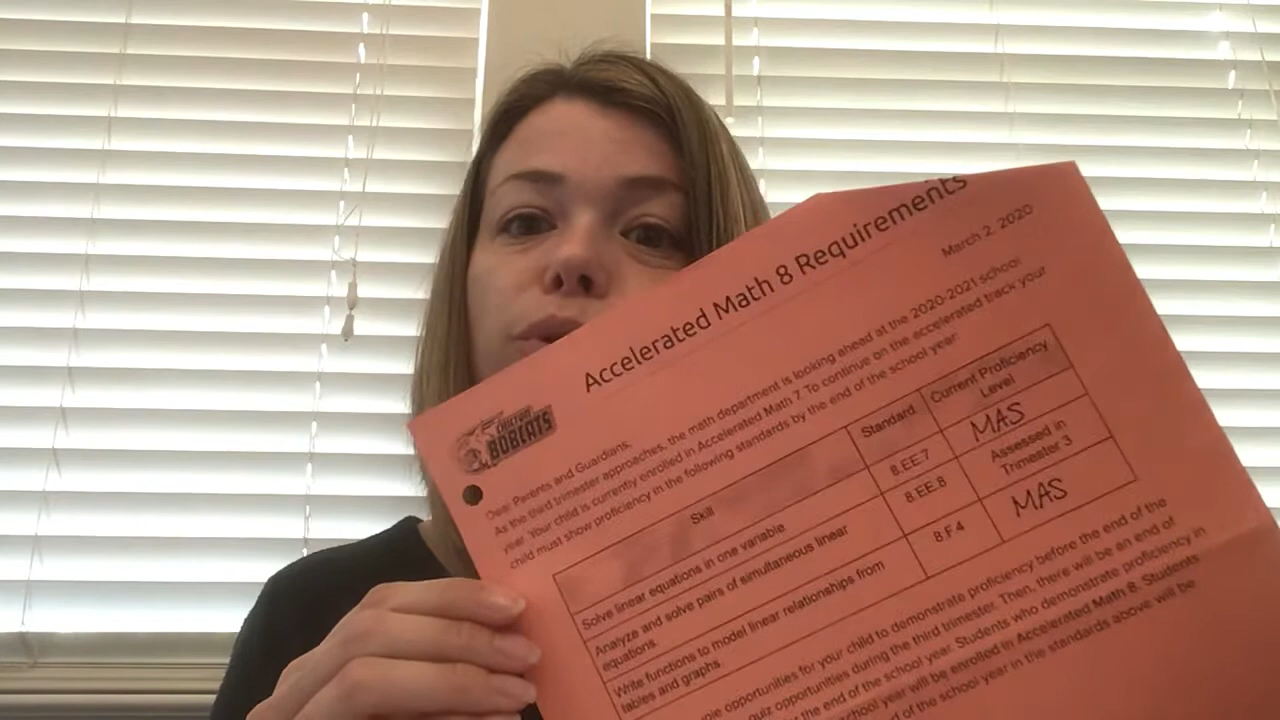 Accelerated Math 8 Requirements
March 2, 2020
BOBCATS
Dear Parents and Guardians,
As the third trimester approaches, the math department is looking ahead at the 2020-2021 school
year. Your child is currently enrolled in Accelerated Math 7. To continue on the accelerated track your
child must show proficiency in the following standards by the end of the school year:
Skill Standard Current Proficiency Level
Solve linear equations in one variable. 8.EE.7 MAS
Analyze and solve pairs of simultaneous linear equations. 8.EE.8 Assessed in Trimester 3
Write functions to model linear relationships from tables and graphs. 8.F.4 MAS
opportunities for your child to demonstrate proficiency before the end of the
quiz opportunities during the third trimester. Then, there will be an end of
the end of the school year. Students who demonstrate proficiency in
school year will be enrolled in Accelerated Math 8. Students
of the school year in the standards above will be